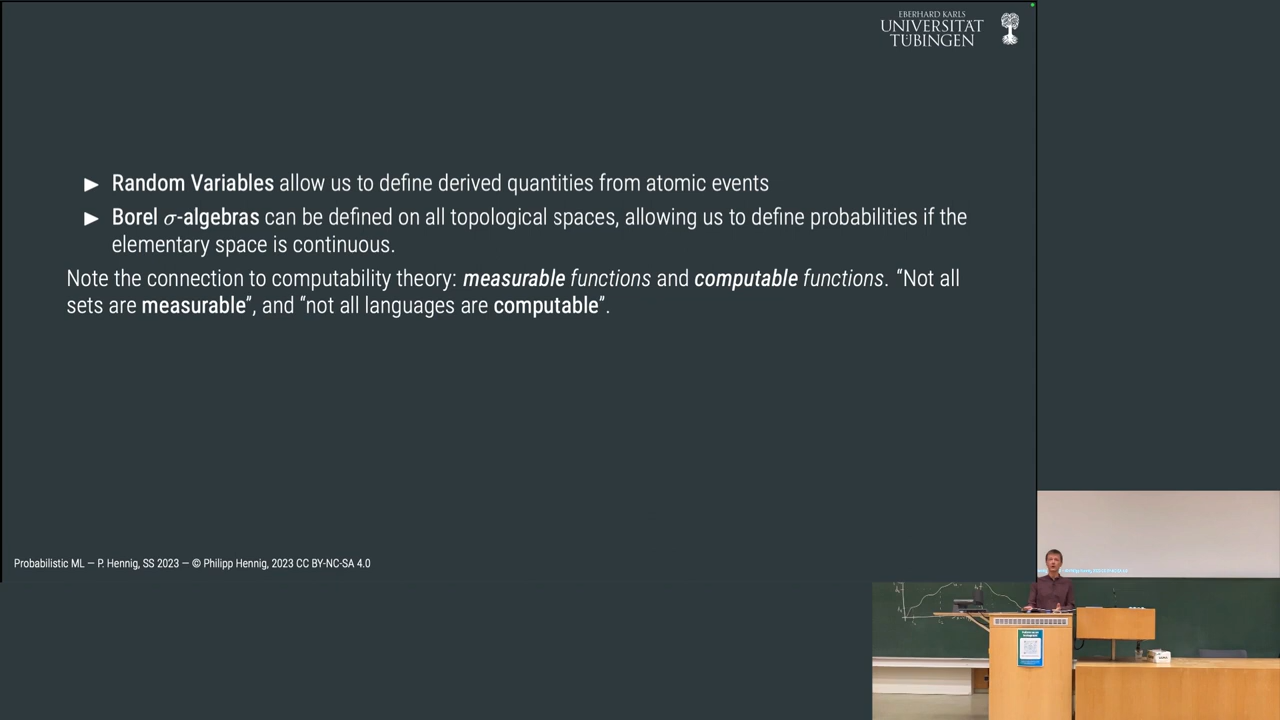 EBERHARD KARLS
UNIVERSITÄT
TÜBINGEN
► Random Variables allow us to define derived quantities from atomic events
► Borel σ-algebras can be defined on all topological spaces, allowing us to define probabilities if the
elementary space is continuous.
Note the connection to computability theory: measurable functions and computable functions. “Not all
sets are measurable”, and “not all languages are computable”.
Probabilistic ML — P. Hennig, SS 2023 — © Philipp Hennig, 2023 CC BY-NC-SA 4.0